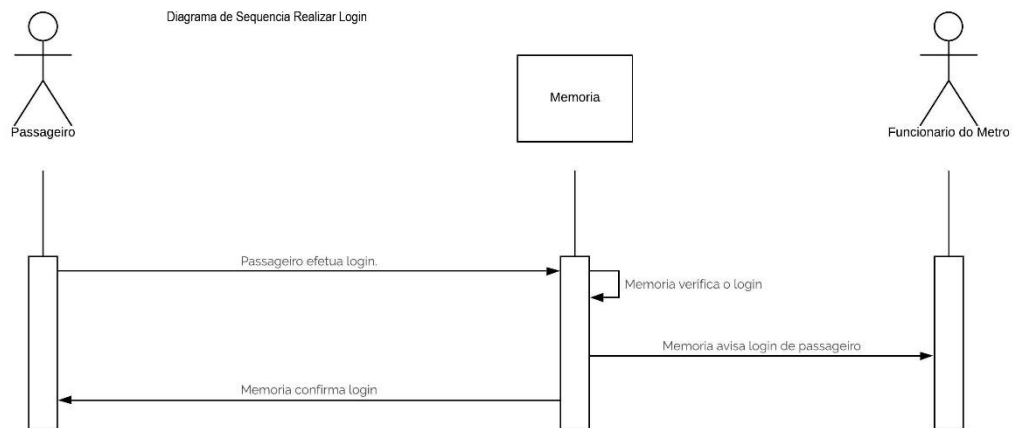 Diagrama de Sequencia Realizar Login
Memoria
Passageiro
Funcionario do Metro
Passageiro efetua login.
Memoria verifica o login
Memoria avisa login de passageiro
Memoria confirma login